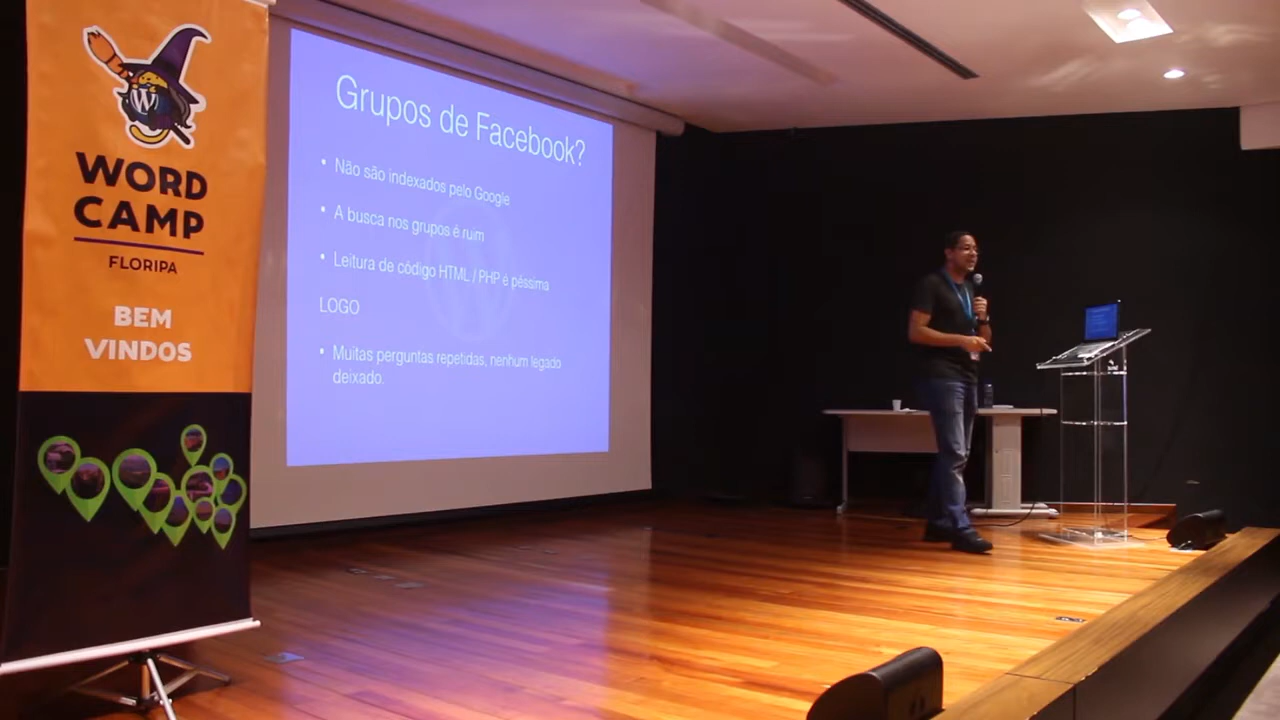 WORD
CAMP
FLORIPA
BEM
VINDOS
Grupos de Facebook?
• Não são indexados pelo Google
• A busca nos grupos é ruim
• Leitura de código HTML / PHP é péssima
LOGO
• Muitas perguntas repetidas, nenhum legado
deixado.